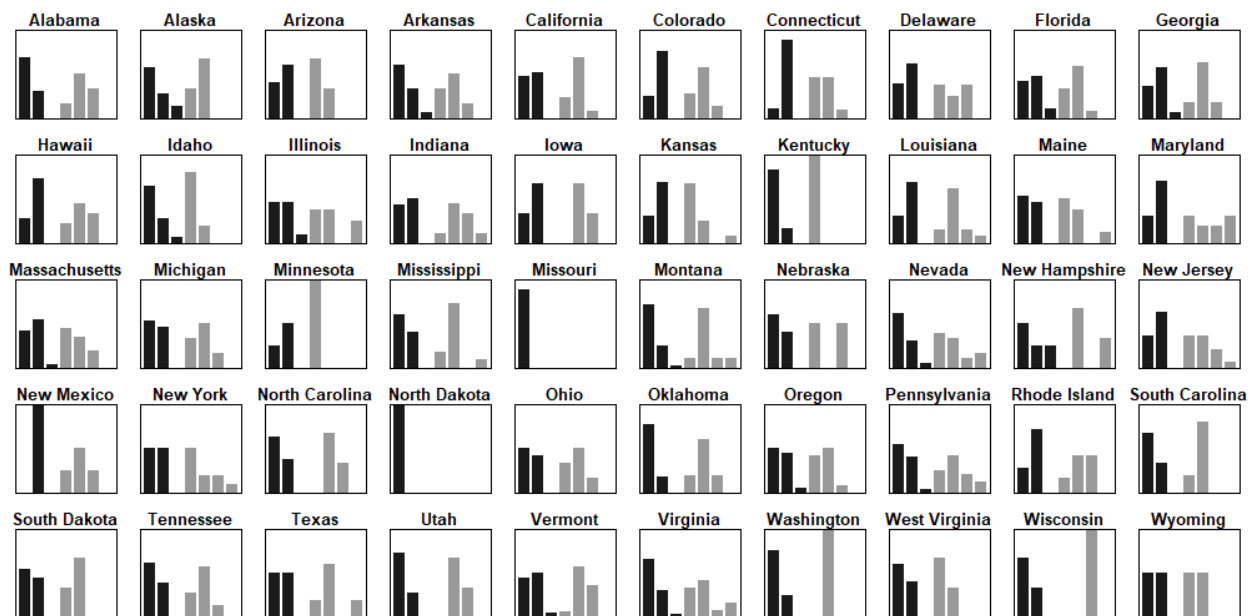 Alabama Alaska Arizona Arkansas California Colorado Connecticut Delaware Florida Georgia
Hawaii Idaho Illinois Indiana Iowa Kansas Kentucky Louisiana Maine Maryland
Massachusetts Michigan Minnesota Mississippi Missouri Montana Nebraska Nevada New Hampshire New Jersey
New Mexico New York North Carolina North Dakota Ohio Oklahoma Oregon Pennsylvania Rhode Island South Carolina
South Dakota Tennessee Texas Utah Vermont Virginia Washington West Virginia Wisconsin Wyoming